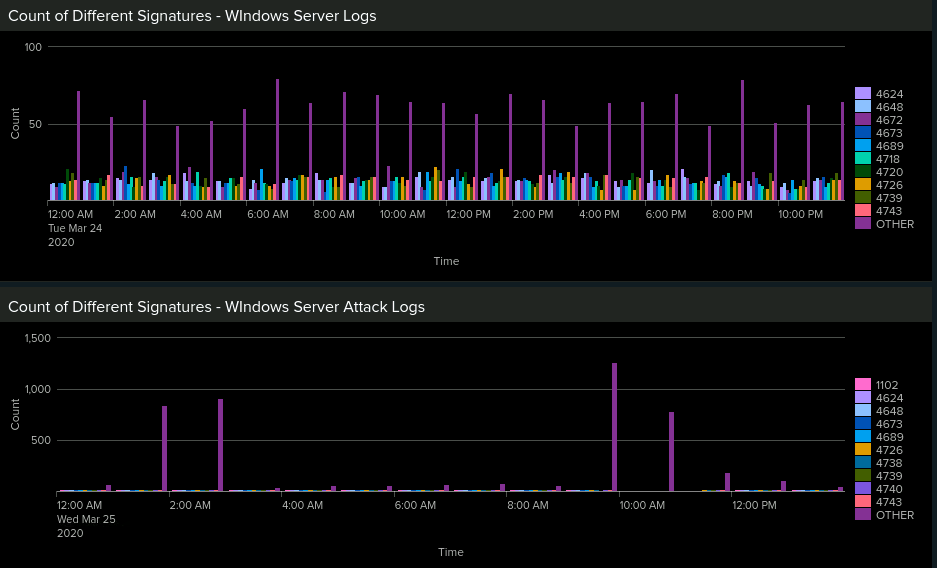 Count of Different Signatures - WIndows Server Logs
100
50
Count
12:00 AM
Tue Mar 24
2020
2:00 AM
4:00 AM
6:00 AM
8:00 AM
10:00 AM
12:00 PM
2:00 PM
4:00 PM
6:00 PM
8:00 PM
10:00 PM
Time
4624
4648
4672
4673
4689
4718
4720
4726
4739
4743
OTHER
Count of Different Signatures - WIndows Server Attack Logs
1,500
1,000
500
Count
12:00 AM
Wed Mar 25
2020
2:00 AM
4:00 AM
6:00 AM
8:00 AM
10:00 AM
12:00 PM
Time
1102
4624
4648
4673
4689
4726
4738
4739
4740
4743
OTHER